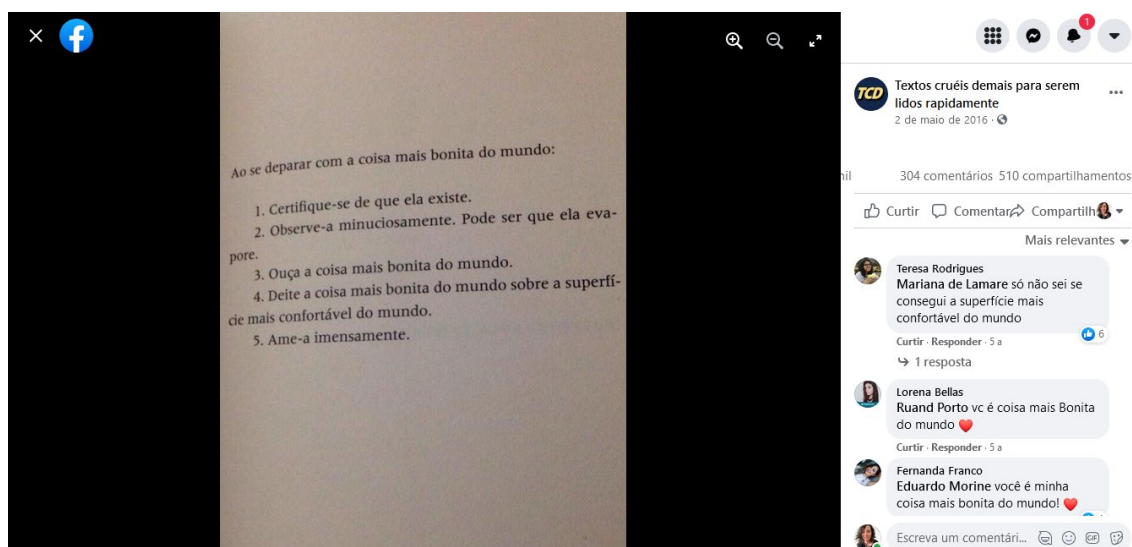 Ao se deparar com a coisa mais bonita do mundo:
1. Certifique-se de que ela existe.
2. Observe-a minuciosamente. Pode ser que ela eva-
pore.
3. Ouça a coisa mais bonita do mundo.
4. Deite a coisa mais bonita do mundo sobre a superfí-
cie mais confortável do mundo.
5. Ame-a imensamente.
1
TCD
Textos cruéis demais para serem
lidos rapidamente
2 de maio de 2016
mil 304 comentários 510 compartilhamentos
Curtir Comentar Compartilh
Mais relevantes
Teresa Rodrigues
Mariana de Lamare só não sei se
consegui a superfície mais
confortável do mundo
6
Curtir · Responder · 5 a
1 resposta
Lorena Bellas
Ruand Porto vc é coisa mais Bonita
do mundo
Curtir · Responder · 5 a
Fernanda Franco
Eduardo Morine você é minha
coisa mais bonita do mundo!
Escreva um comentári...
GIF